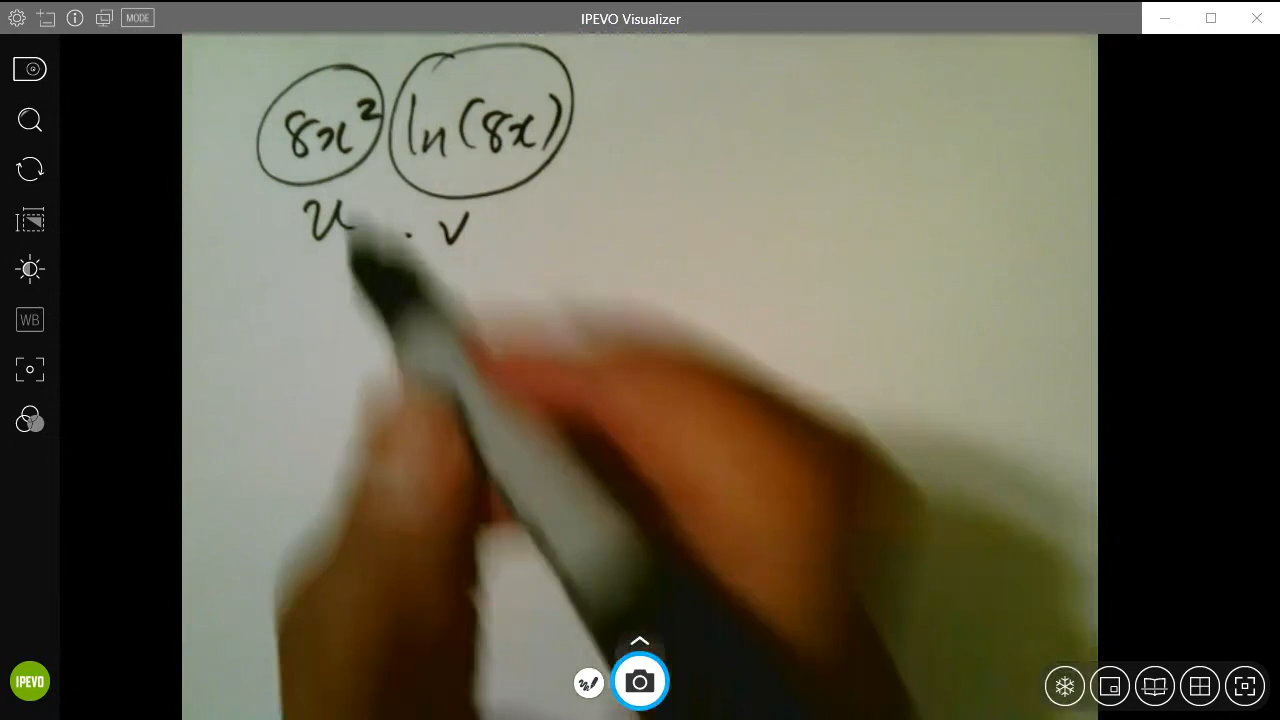 MODE
IPEVO Visualizer
8x² ln(8x)
u . v
WB
IPEVO